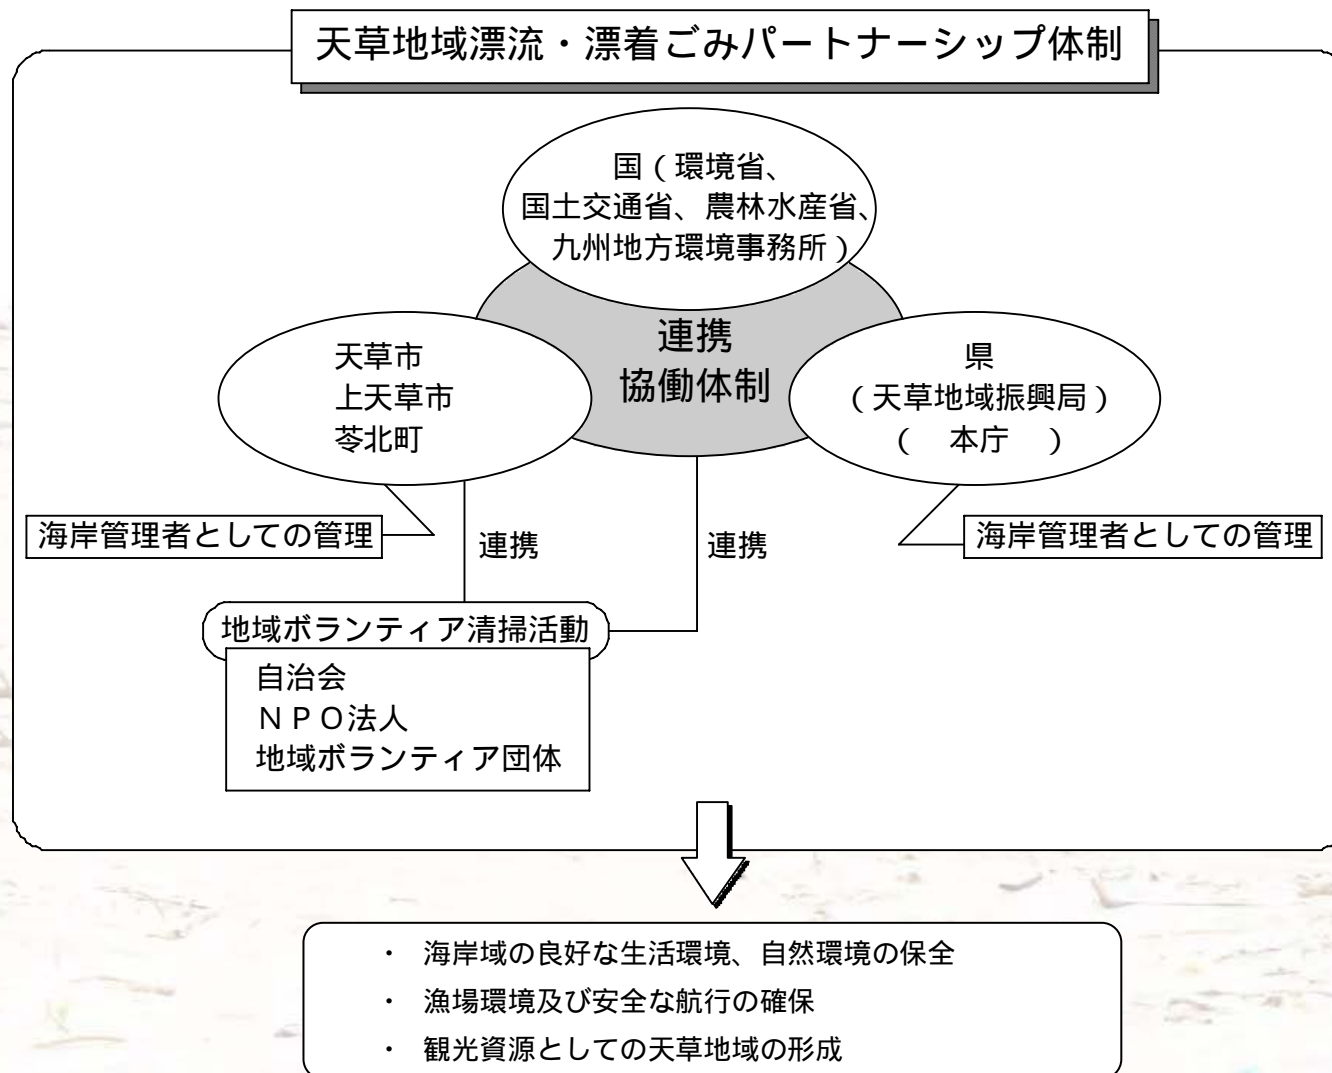 天草地域漂流・漂着ごみパートナーシップ体制
国（環境省、
国土交通省、農林水産省、
九州地方環境事務所）
連携
協働体制
天草市
上天草市
苓北町
県
（天草地域振興局）
（　本庁　）
海岸管理者としての管理
連携
連携
海岸管理者としての管理
地域ボランティア清掃活動
自治会
ＮＰＯ法人
地域ボランティア団体
・ 海岸域の良好な生活環境、自然環境の保全
・ 漁場環境及び安全な航行の確保
・ 観光資源としての天草地域の形成